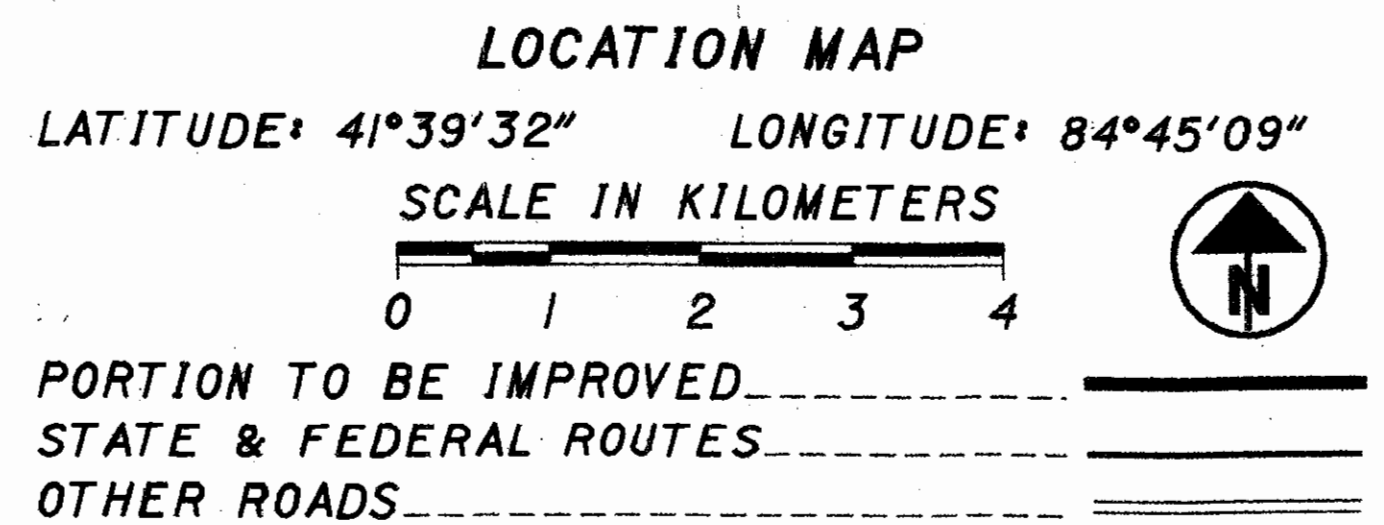 LOCATION MAP
LATITUDE: 41°39'32" LONGITUDE: 84°45'09"
SCALE IN KILOMETERS
0 1 2 3 4
N
PORTION TO BE IMPROVED
STATE & FEDERAL ROUTES
OTHER ROADS